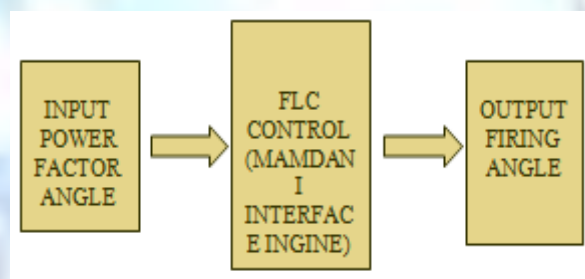 INPUT
POWER
FACTOR
ANGLE
FLC
CONTROL
(MAMDAN
I
INTERFAC
E INGINE)
OUTPUT
FIRING
ANGLE